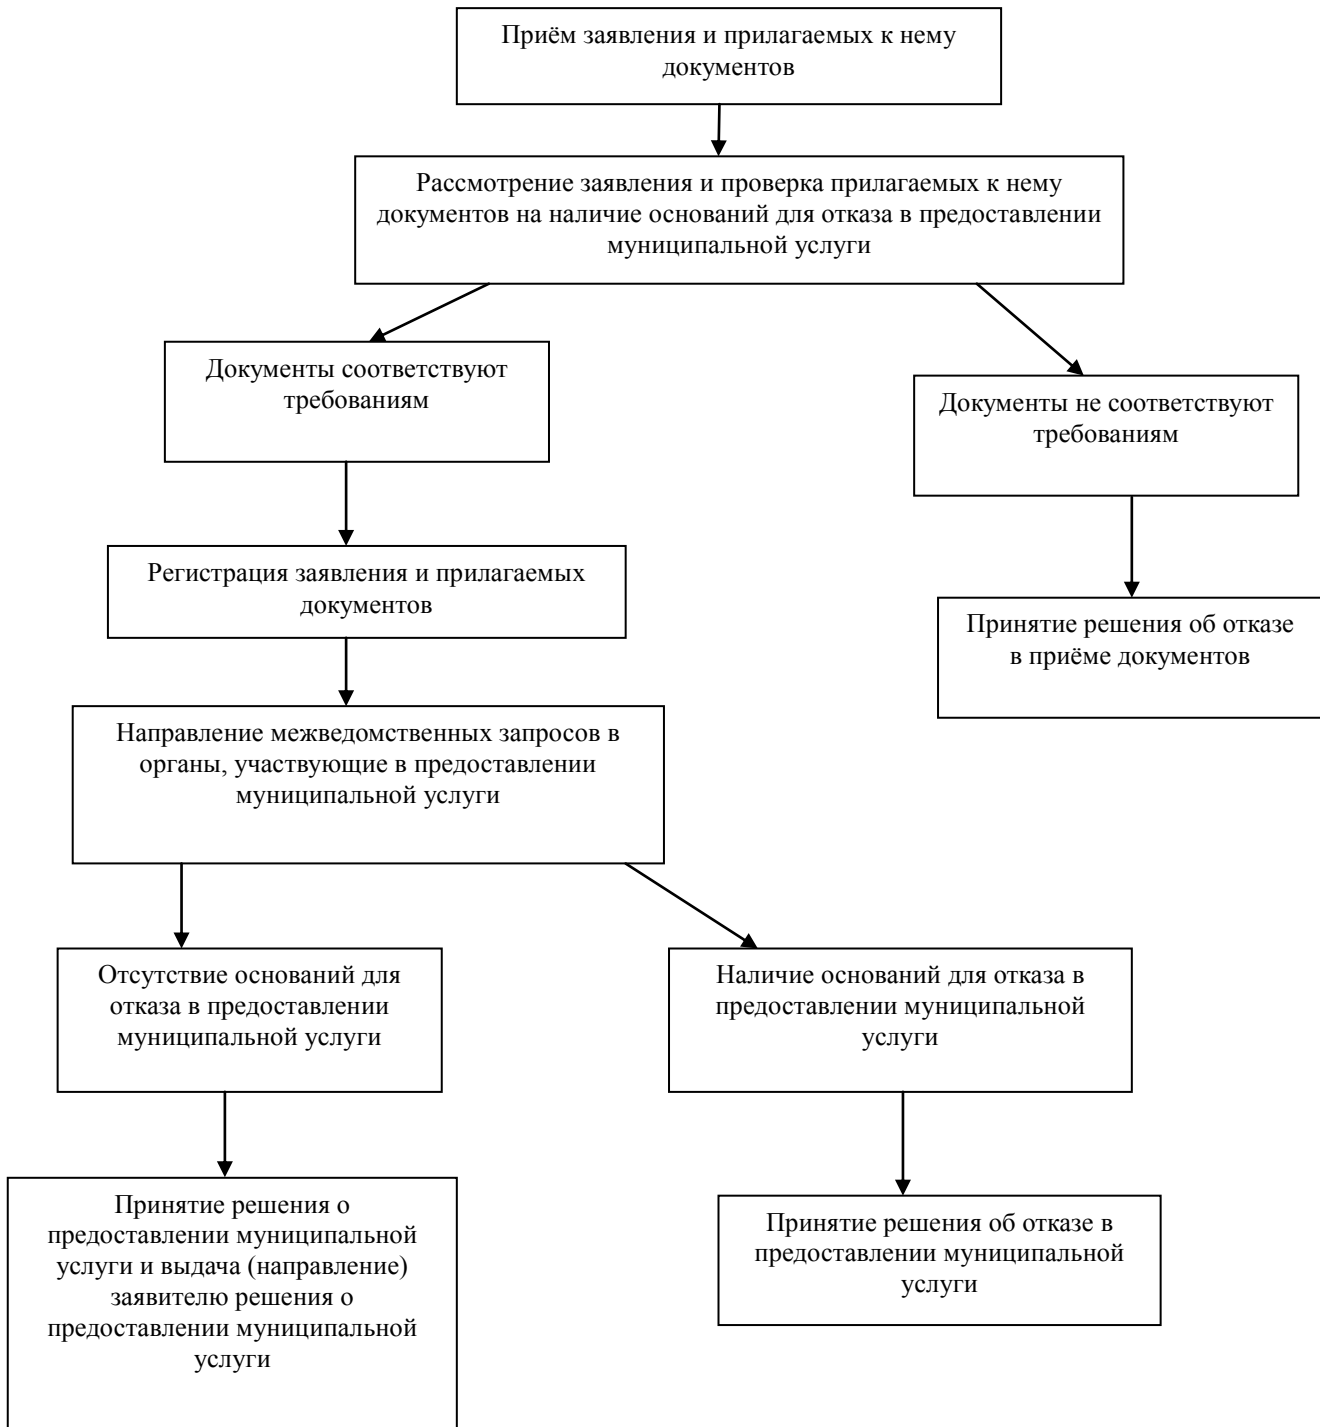 Приём заявления и прилагаемых к нему
документов
Рассмотрение заявления и проверка прилагаемых к нему
документов на наличие оснований для отказа в предоставлении
муниципальной услуги
Документы соответствуют
требованиям
Документы не соответствуют
требованиям
Регистрация заявления и прилагаемых
документов
Принятие решения об отказе
в приёме документов
Направление межведомственных запросов в
органы, участвующие в предоставлении
муниципальной услуги
Отсутствие оснований для
отказа в предоставлении
муниципальной услуги
Наличие оснований для отказа в
предоставлении муниципальной
услуги
Принятие решения о
предоставлении муниципальной
услуги и выдача (направление)
заявителю решения о
предоставлении муниципальной
услуги
Принятие решения об отказе в
предоставлении муниципальной
услуги